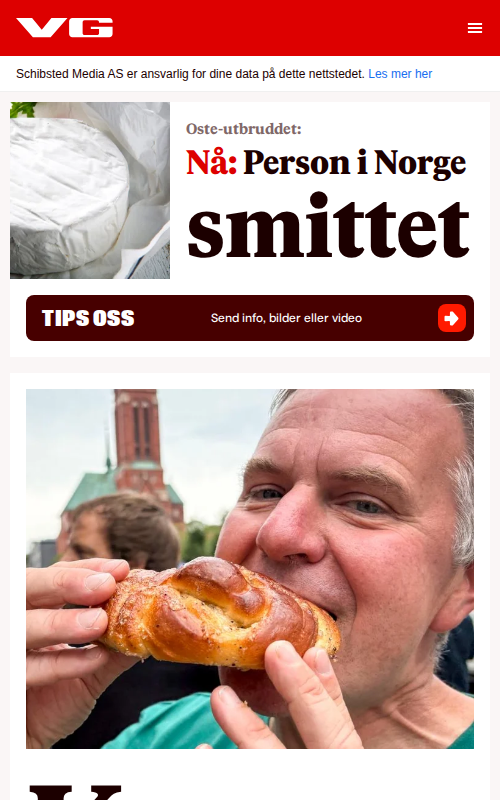 VG
Schibsted Media AS er ansvarlig for dine data på dette nettstedet. Les mer her
Oste-utbruddet:
Nå: Person i Norge
smittet
TIPS OSS
Send info, bilder eller video